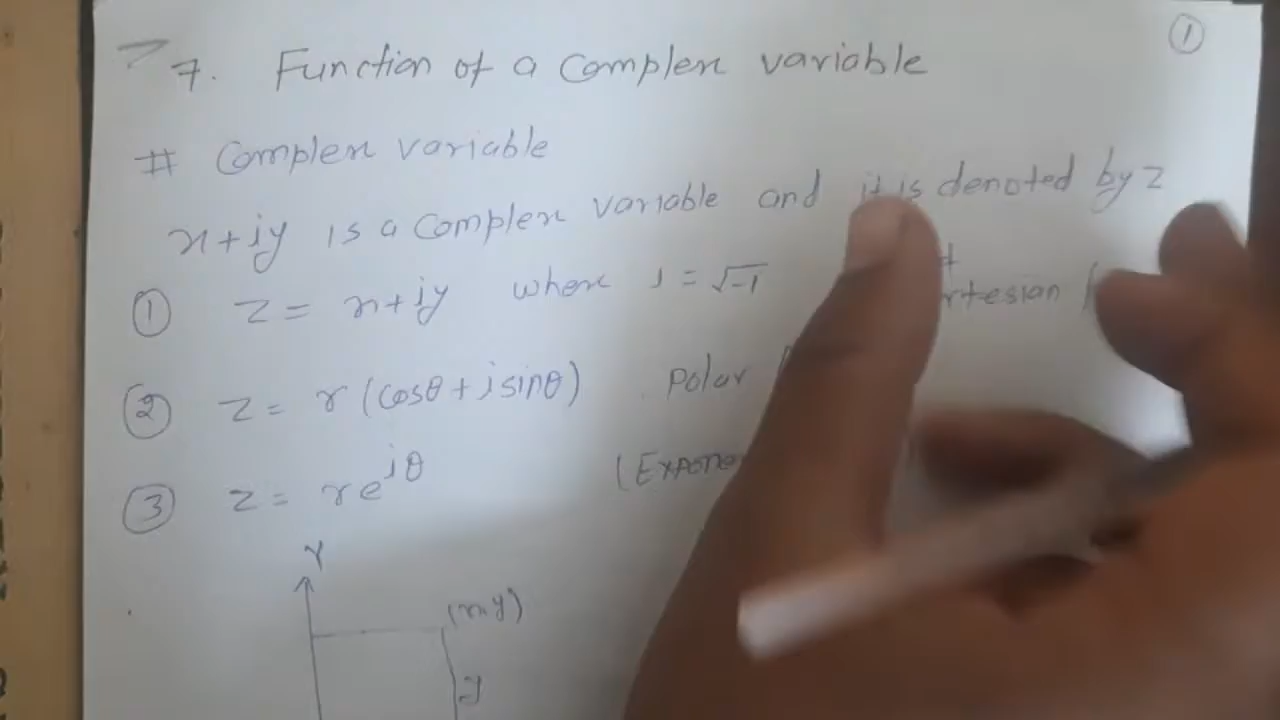 ①
7. Function of a complex variable
# Complex variable
x+iy is a complex variable and it is denoted by z
① z = x+iy where i = √-1
② z = r (cosθ + i sinθ) Polar
③ z = re^iθ
Y
(x, y)
y